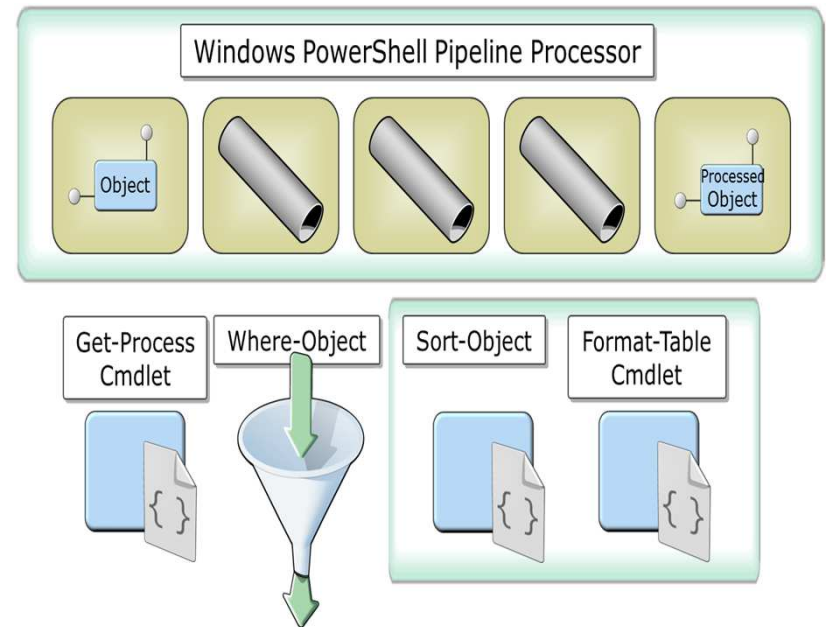 Windows PowerShell Pipeline Processor
Object
Processed
Object
Get-Process
Cmdlet
Where-Object
Sort-Object
Format-Table
Cmdlet
{ }
{ }
{ }